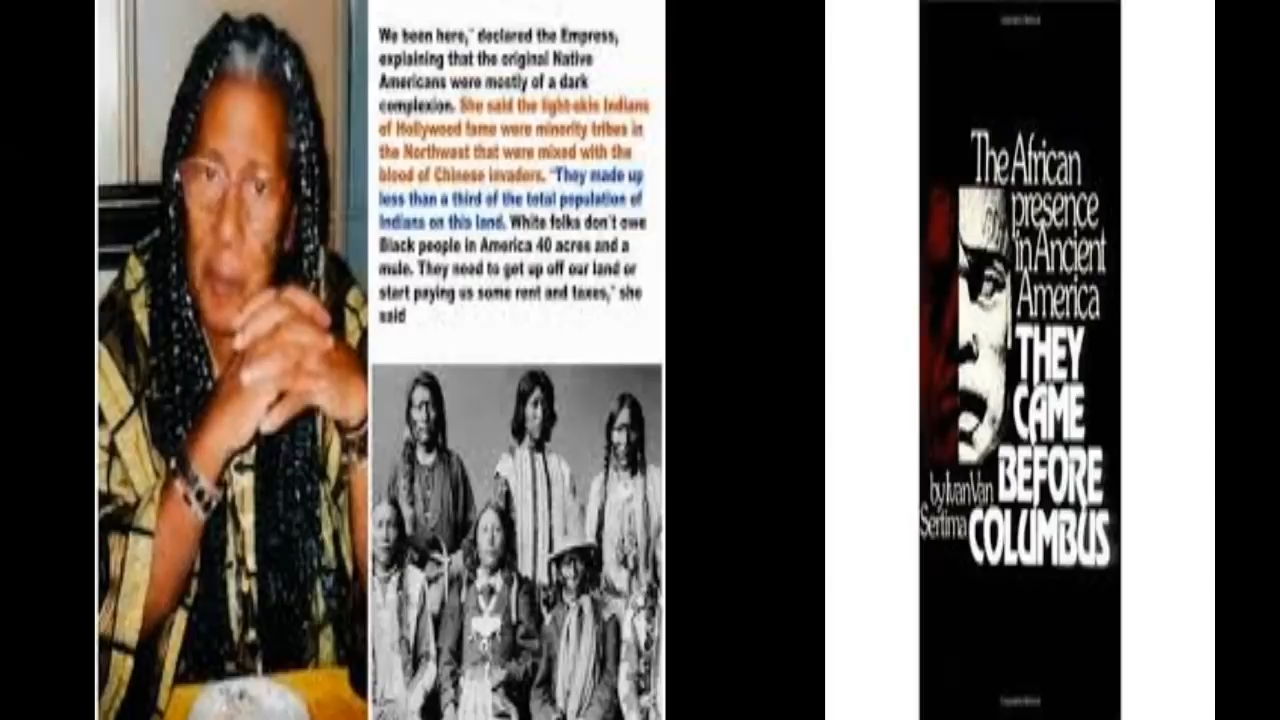 We been here," declared the Empress,
explaining that the original Native
Americans were mostly of a dark
complexion. She said the light-skin Indians
of Hollywood fame were minority tribes in
the Northwest that were mixed with the
blood of Chinese invaders. "They made up
less than a third of the total population of
Indians on this land. White folks don't owe
Black people in America 40 acres and a
mule. They need to get up off our land or
start paying us some rent and taxes," she
said
The African
presence
in Ancient
America
THEY
CAME
BEFORE
COLUMBUS
by Ivan Van
Sertima